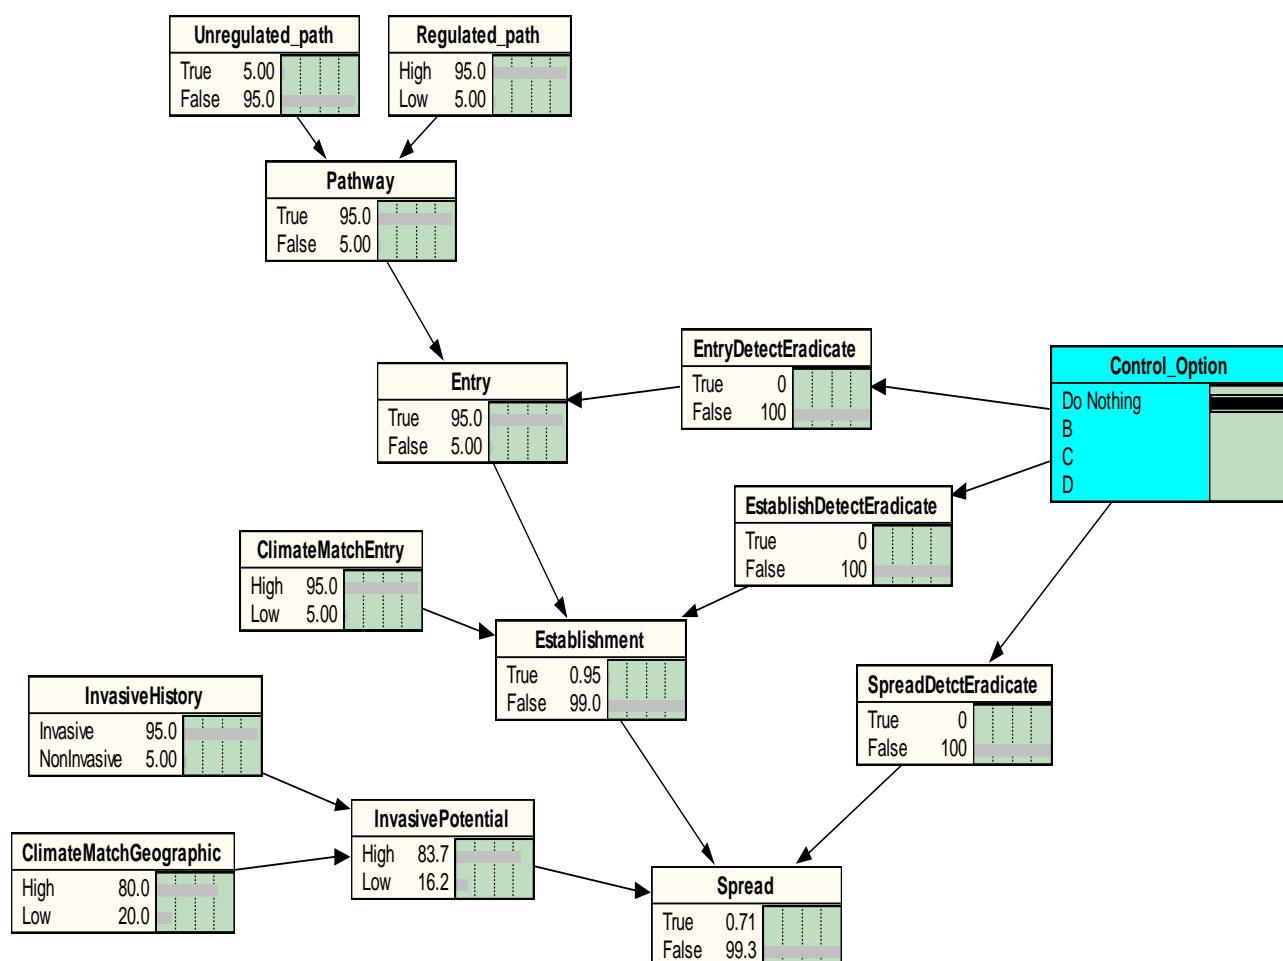 Unregulated_path
True 5.00
False 95.0
Regulated_path
High 95.0
Low 5.00
Pathway
True 95.0
False 5.00
EntryDetectEradicate
True 0
False 100
Control_Option
Do Nothing
B
C
D
Entry
True 95.0
False 5.00
EstablishDetectEradicate
True 0
False 100
ClimateMatchEntry
High 95.0
Low 5.00
Establishment
True 0.95
False 99.0
SpreadDetctEradicate
True 0
False 100
InvasiveHistory
Invasive 95.0
NonInvasive 5.00
InvasivePotential
High 83.7
Low 16.2
ClimateMatchGeographic
High 80.0
Low 20.0
Spread
True 0.71
False 99.3